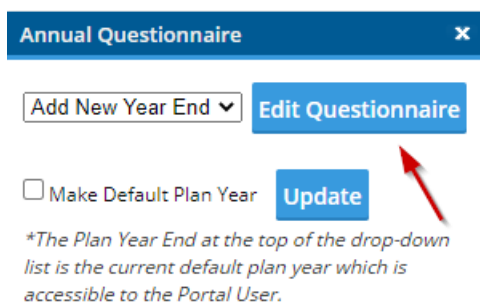 Annual Questionnaire ×
Add New Year End Edit Questionnaire
Make Default Plan Year Update
*The Plan Year End at the top of the drop-down
list is the current default plan year which is
accessible to the Portal User.